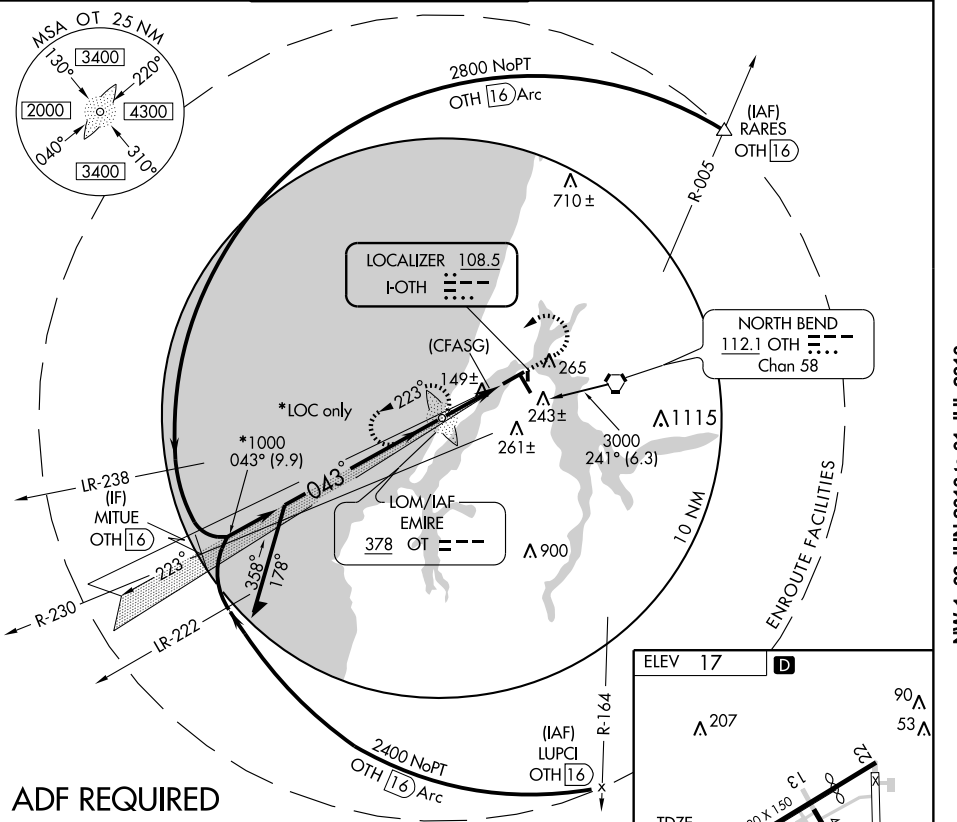 MSA OT 25 NM
130°
3400
220°
2000
4300
040°
310°
3400
2800 NoPT
OTH 16 Arc
(IAF)
RARES
OTH 16
R-005
710 ±
LOCALIZER 108.5
I-OTH
NORTH BEND
112.1 OTH
Chan 58
(CFASG)
265
149±
223°
*LOC only
243±
261±
1115
3000
241° (6.3)
*1000
043° (9.9)
043°
LR-238
(IF)
MITUE
OTH 16
LOM/IAF
EMIRE
378 OT
900
10 NM
ENROUTE FACILITIES
223°
358°
178°
R-230
LR-222
R-164
2400 NoPT
OTH 16 Arc
(IAF)
LUPCI
OTH 16
ADF REQUIRED
ELEV 17 D
207
90
53
22
13
X 150